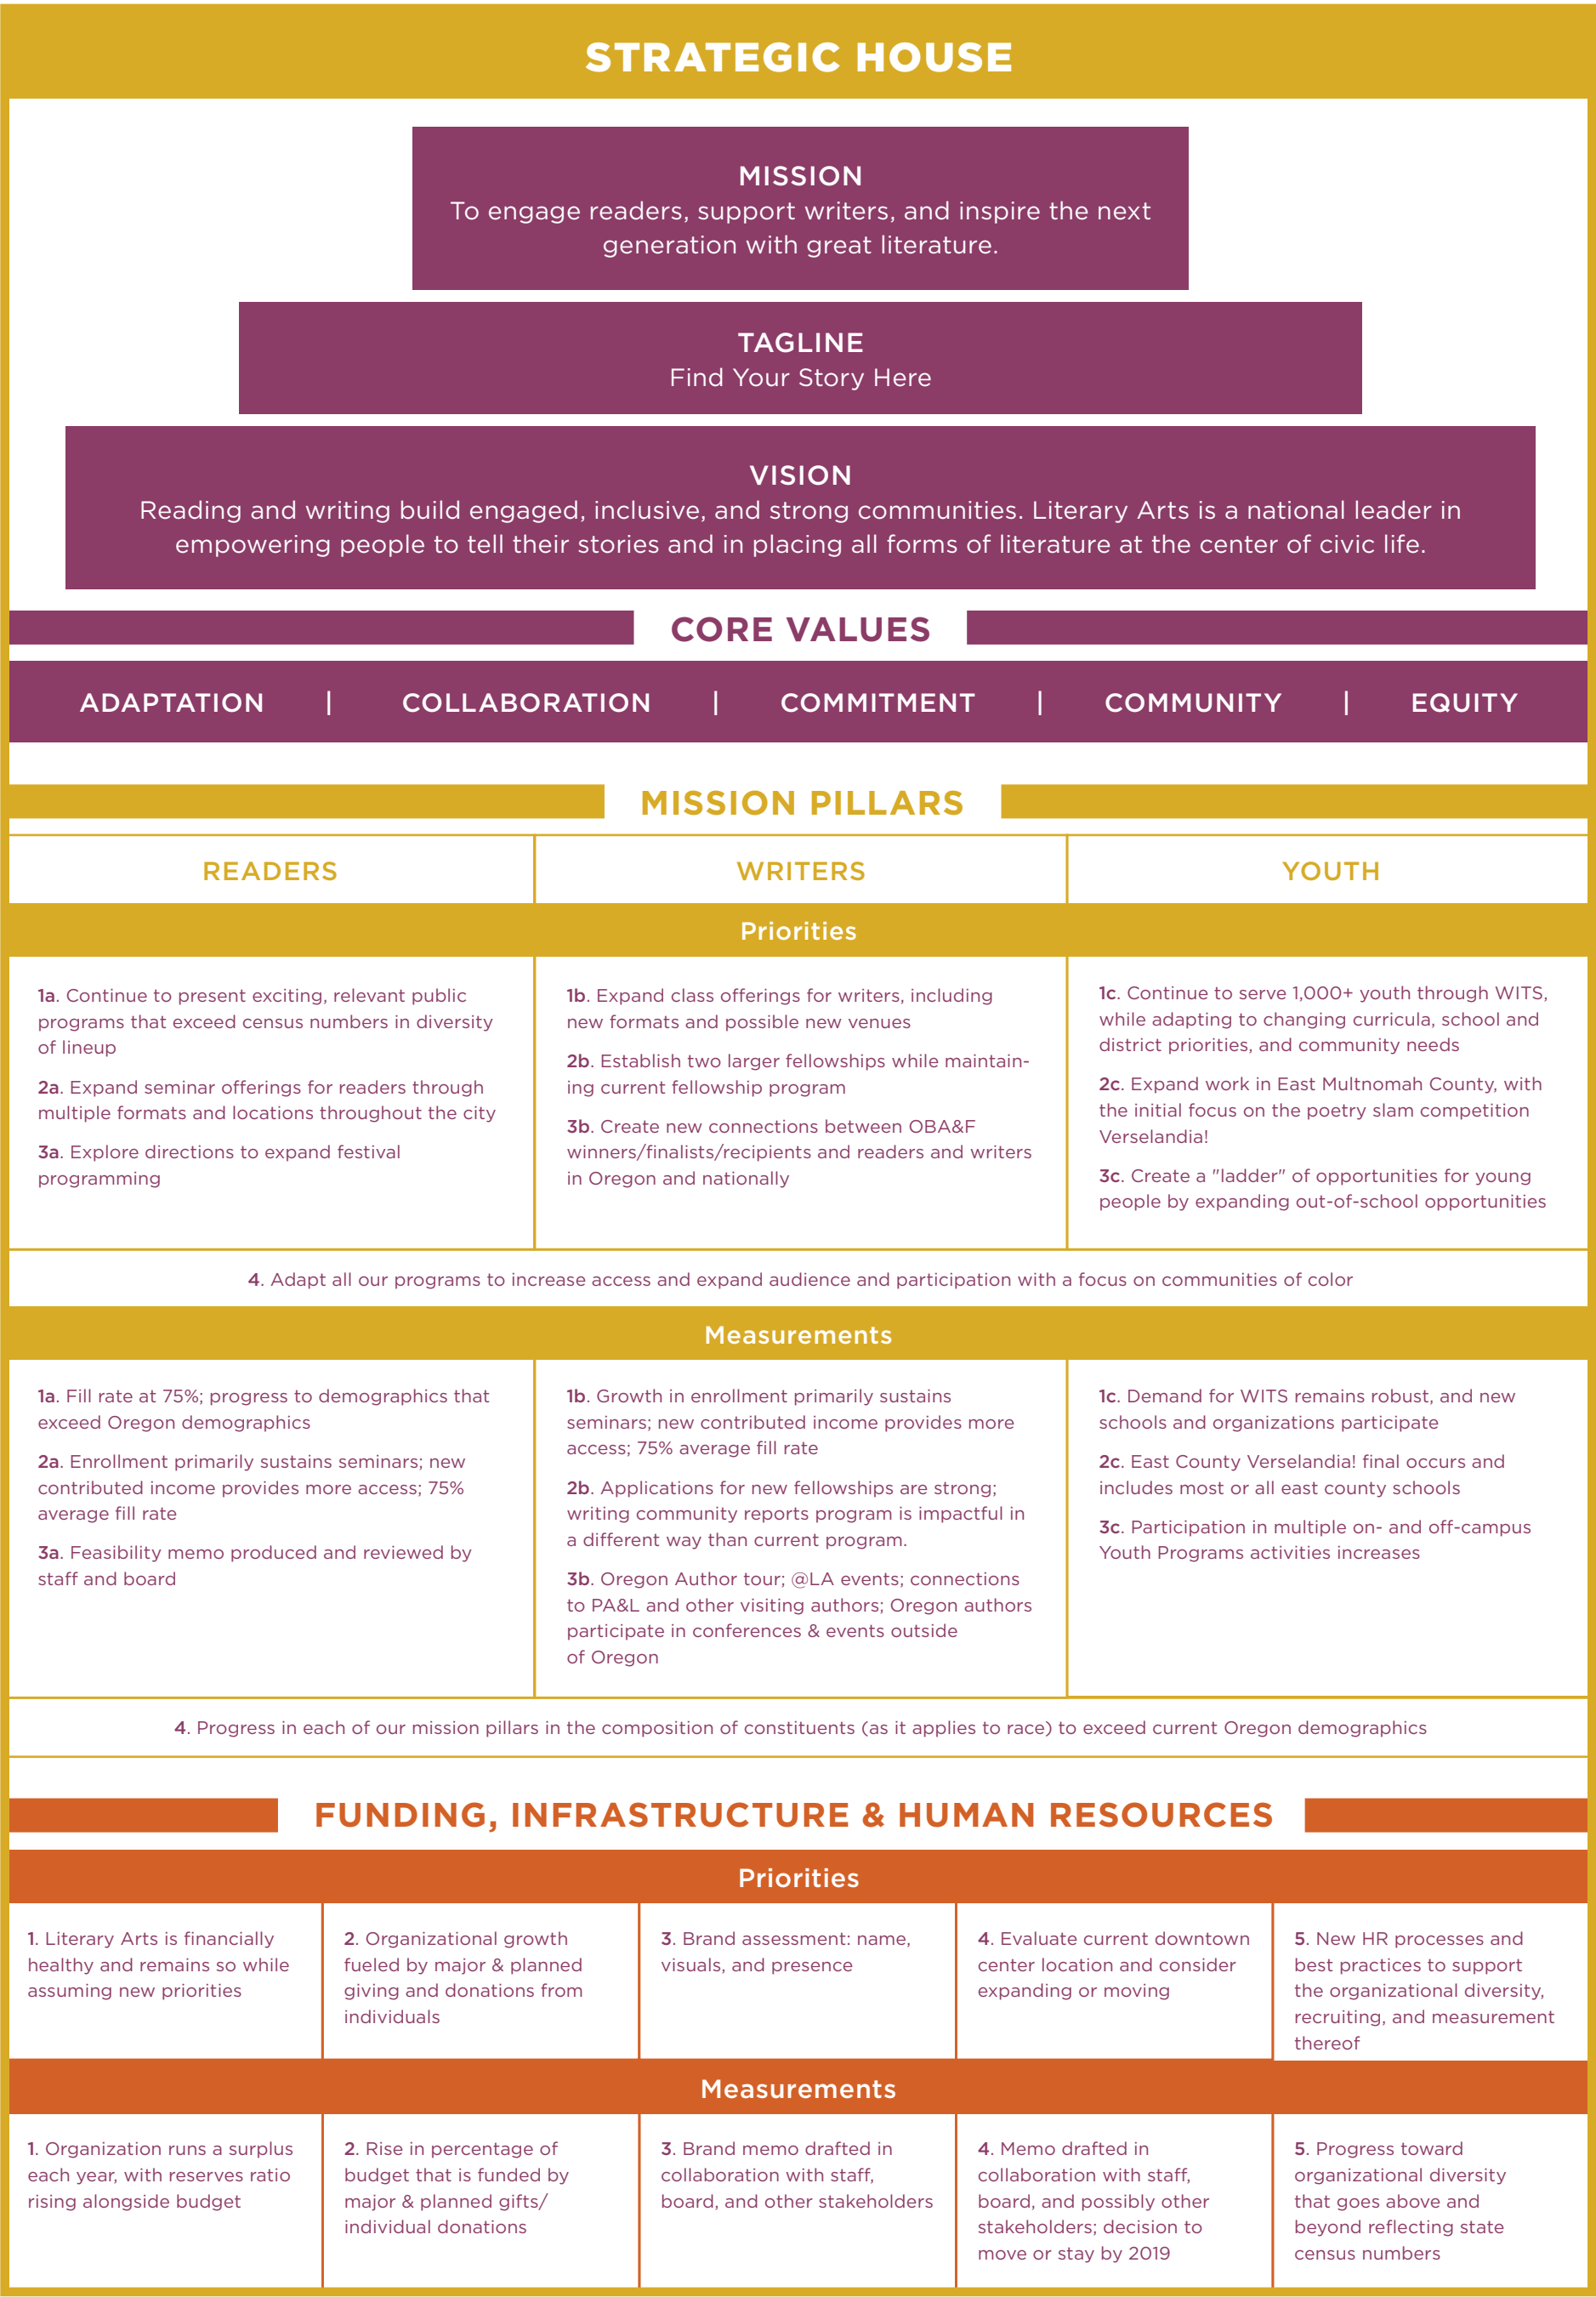 STRATEGIC HOUSE
MISSION
To engage readers, support writers, and inspire the next
generation with great literature.
TAGLINE
Find Your Story Here
VISION
Reading and writing build engaged, inclusive, and strong communities. Literary Arts is a national leader in
empowering people to tell their stories and in placing all forms of literature at the center of civic life.
CORE VALUES
ADAPTATION | COLLABORATION | COMMITMENT | COMMUNITY | EQUITY
MISSION PILLARS
READERS
WRITERS
YOUTH
Priorities
1a. Continue to present exciting, relevant public
programs that exceed census numbers in diversity
of lineup
2a. Expand seminar offerings for readers through
multiple formats and locations throughout the city
3a. Explore directions to expand festival
programming
1b. Expand class offerings for writers, including
new formats and possible new venues
2b. Establish two larger fellowships while maintain-
ing current fellowship program
3b. Create new connections between OBA&F
winners/finalists/recipients and readers and writers
in Oregon and nationally
1c. Continue to serve 1,000+ youth through WITS,
while adapting to changing curricula, school and
district priorities, and community needs
2c. Expand work in East Multnomah County, with
the initial focus on the poetry slam competition
Verselandia!
3c. Create a "ladder" of opportunities for young
people by expanding out-of-school opportunities
4. Adapt all our programs to increase access and expand audience and participation with a focus on communities of color
Measurements
1a. Fill rate at 75%; progress to demographics that
exceed Oregon demographics
2a. Enrollment primarily sustains seminars; new
contributed income provides more access; 75%
average fill rate
3a. Feasibility memo produced and reviewed by
staff and board
1b. Growth in enrollment primarily sustains
seminars; new contributed income provides more
access; 75% average fill rate
2b. Applications for new fellowships are strong;
writing community reports program is impactful in
a different way than current program.
3b. Oregon Author tour; @LA events; connections
to PA&L and other visiting authors; Oregon authors
participate in conferences & events outside
of Oregon
1c. Demand for WITS remains robust, and new
schools and organizations participate
2c. East County Verselandia! final occurs and
includes most or all east county schools
3c. Participation in multiple on- and off-campus
Youth Programs activities increases
4. Progress in each of our mission pillars in the composition of constituents (as it applies to race) to exceed current Oregon demographics
FUNDING, INFRASTRUCTURE & HUMAN RESOURCES
Priorities
1. Literary Arts is financially
healthy and remains so while
assuming new priorities
2. Organizational growth
fueled by major & planned
giving and donations from
individuals
3. Brand assessment: name,
visuals, and presence
4. Evaluate current downtown
center location and consider
expanding or moving
5. New HR processes and
best practices to support
the organizational diversity,
recruiting, and measurement
thereof
Measurements
1. Organization runs a surplus
each year, with reserves ratio
rising alongside budget
2. Rise in percentage of
budget that is funded by
major & planned gifts/
individual donations
3. Brand memo drafted in
collaboration with staff,
board, and other stakeholders
4. Memo drafted in
collaboration with staff,
board, and possibly other
stakeholders; decision to
move or stay by 2019
5. Progress toward
organizational diversity
that goes above and
beyond reflecting state
census numbers